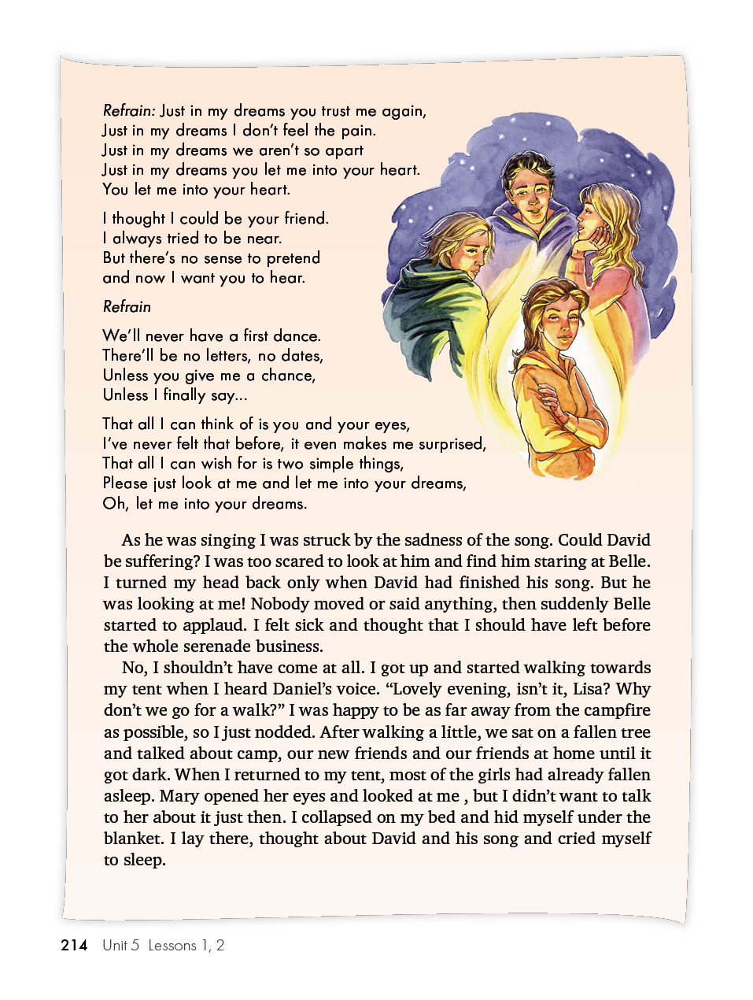 Refrain: Just in my dreams you trust me again,
Just in my dreams I don't feel the pain.
Just in my dreams we aren't so apart
Just in my dreams you let me into your heart.
You let me into your heart.
I thought I could be your friend.
I always tried to be near.
But there's no sense to pretend
and now I want you to hear.
Refrain
We'll never have a first dance.
There'll be no letters, no dates,
Unless you give me a chance,
Unless I finally say...
That all I can think of is you and your eyes,
I've never felt that before, it even makes me surprised,
That all I can wish for is two simple things,
Please just look at me and let me into your dreams,
Oh, let me into your dreams.
As he was singing I was struck by the sadness of the song. Could David
be suffering? I was too scared to look at him and find him staring at Belle.
I turned my head back only when David had finished his song. But he
was looking at me! Nobody moved or said anything, then suddenly Belle
started to applaud. I felt sick and thought that I should have left before
the whole serenade business.
No, I shouldn't have come at all. I got up and started walking towards
my tent when I heard Daniel's voice. “Lovely evening, isn't it, Lisa? Why
don't we go for a walk?” I was happy to be as far away from the campfire
as possible, so I just nodded. After walking a little, we sat on a fallen tree
and talked about camp, our new friends and our friends at home until it
got dark. When I returned to my tent, most of the girls had already fallen
asleep. Mary opened her eyes and looked at me , but I didn't want to talk
to her about it just then. I collapsed on my bed and hid myself under the
blanket. I lay there, thought about David and his song and cried myself
to sleep.
214 Unit 5 Lessons 1, 2